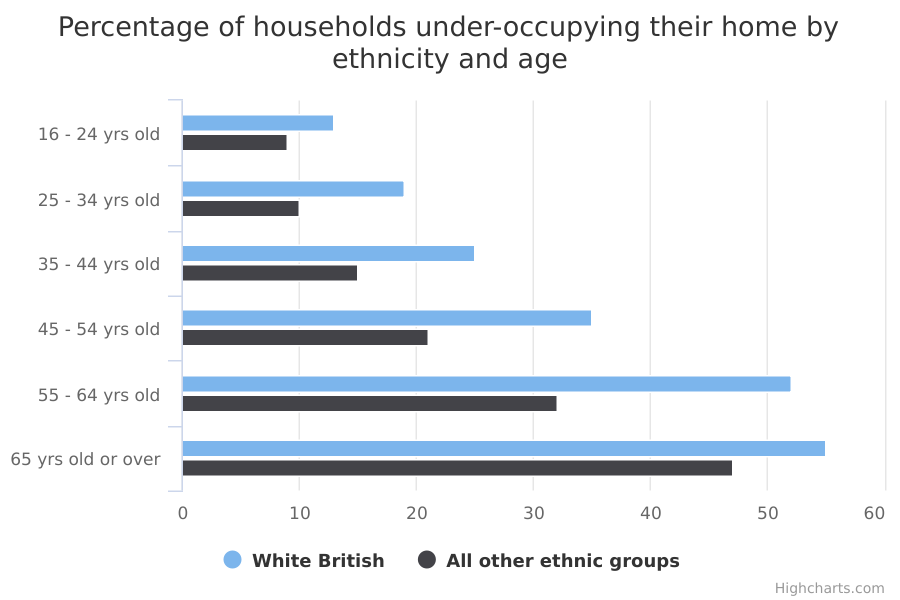 Percentage of households under-occupying their home by
ethnicity and age
16 - 24 yrs old
25 - 34 yrs old
35 - 44 yrs old
45 - 54 yrs old
55 - 64 yrs old
65 yrs old or over
0 10 20 30 40 50 60
White British All other ethnic groups
Highcharts.com